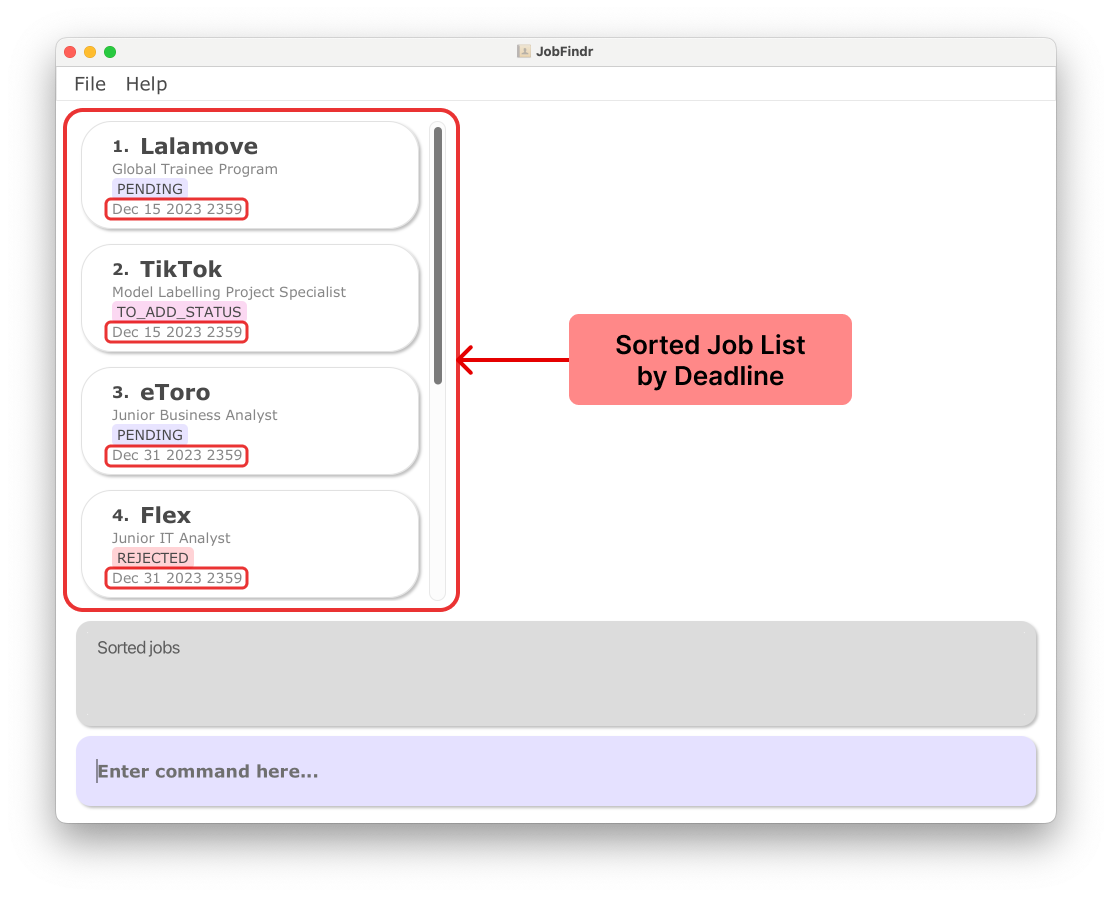 JobFindr
File Help
1. Lalamove
Global Trainee Program
PENDING
Dec 15 2023 2359
2. TikTok
Model Labelling Project Specialist
TO_ADD_STATUS
Dec 15 2023 2359
3. eToro
Junior Business Analyst
PENDING
Dec 31 2023 2359
4. Flex
Junior IT Analyst
REJECTED
Dec 31 2023 2359
Sorted Job List
by Deadline
Sorted jobs
Enter command here...